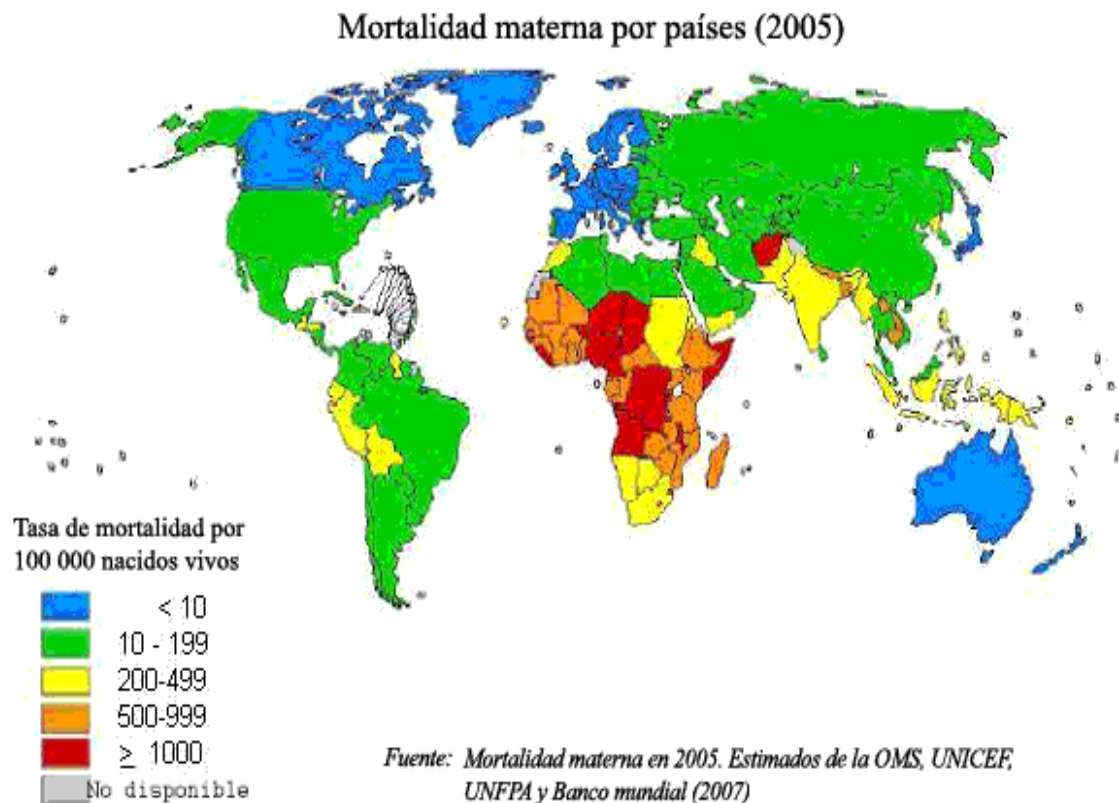 Mortalidad materna por países (2005)
Tasa de mortalidad por
100 000 nacidos vivos
< 10
10 - 199
200-499
500-999
≥ 1000
No disponible
Fuente: Mortalidad materna en 2005. Estimados de la OMS, UNICEF,
UNFPA y Banco mundial (2007)